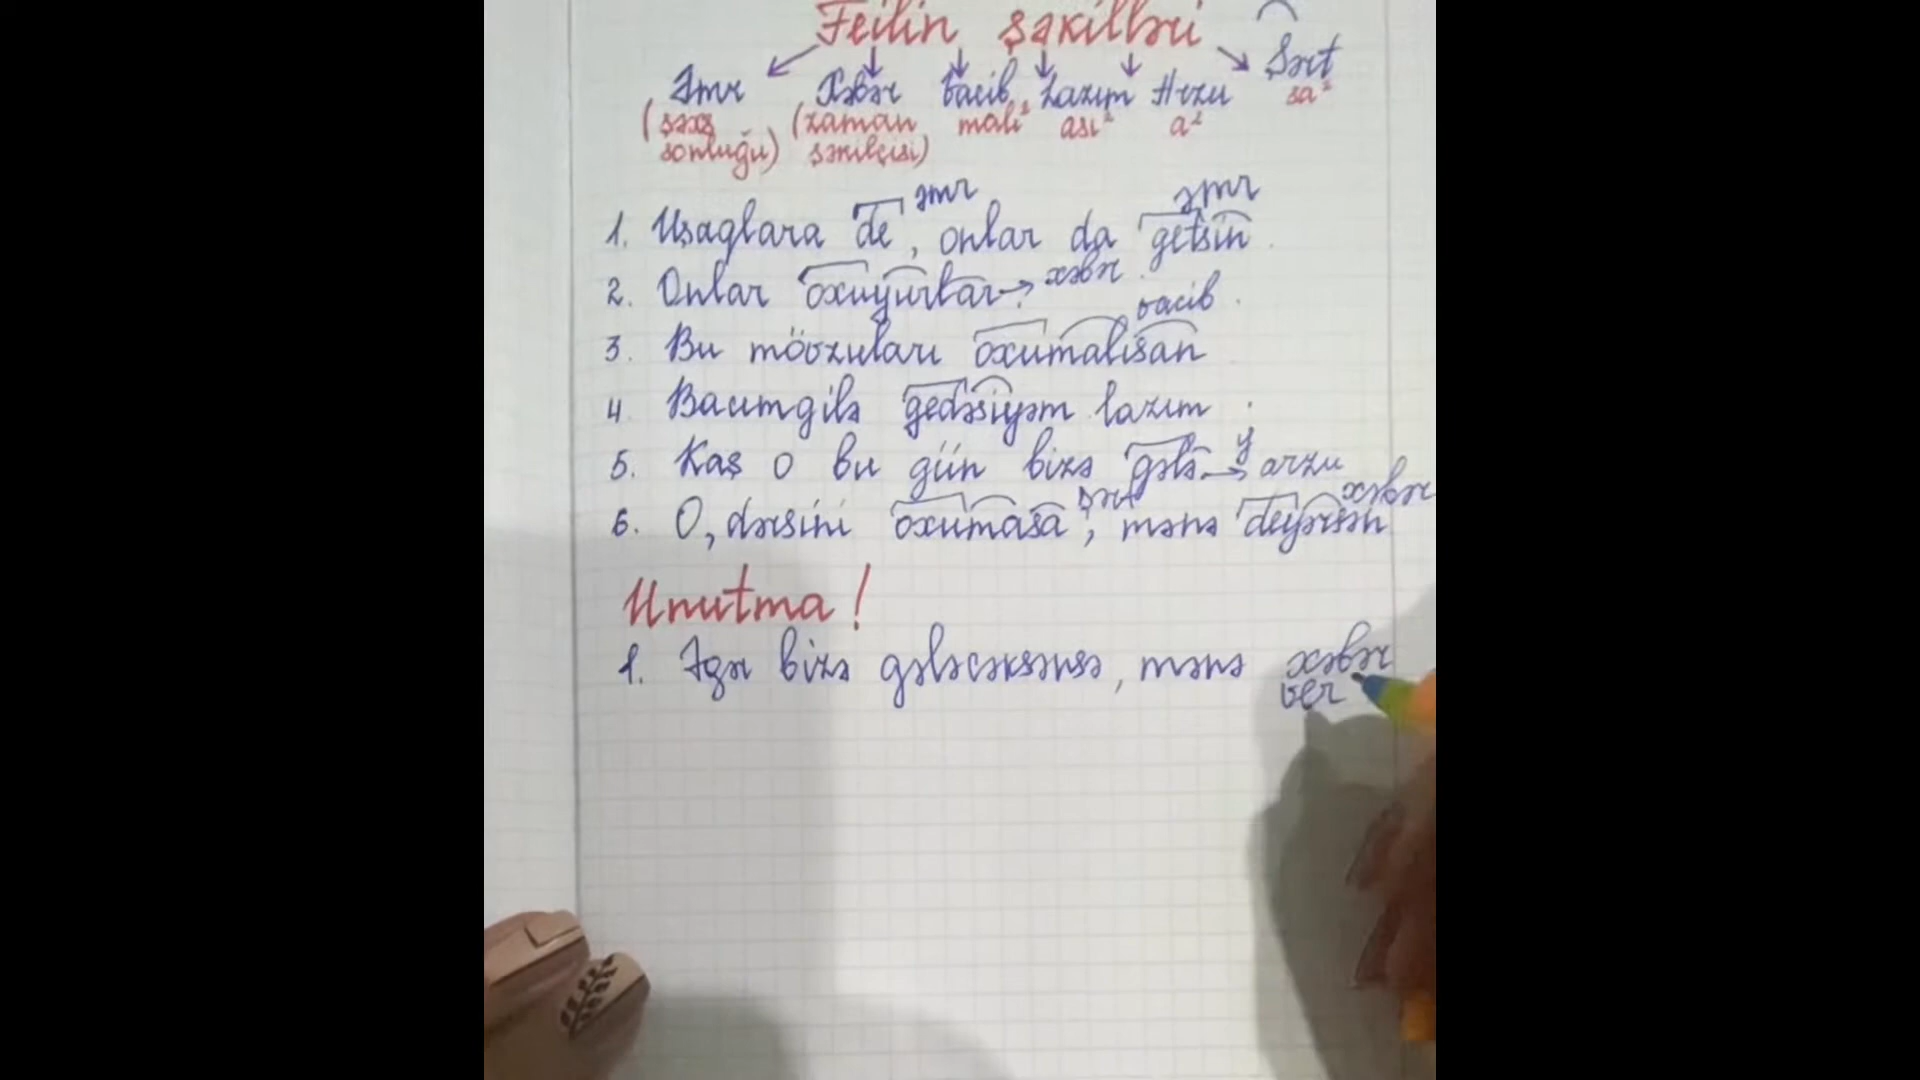 Feilin şəkilləri
Əmr Xəbər Vacib Lazım Arzu Şərt
(şəxs sonluğu) (zaman şəkilçisi) malı² ası² a² sa²
əmr əmr
1. Uşaqlara de, onlar da getsin.
2. Onlar oxuyurlar → xəbər.
vacib.
3. Bu mövzuları oxumalısan
4. Bacımgilə gedəsiyəm lazım.
5. Kaş o bu gün bizə gələ → y arzu
şərt xəbər
6. O, dərsini oxumasa, mənə deyərsən
Unutma!
1. Əgər bizə gələcəksənsə, mənə xəbər
ver